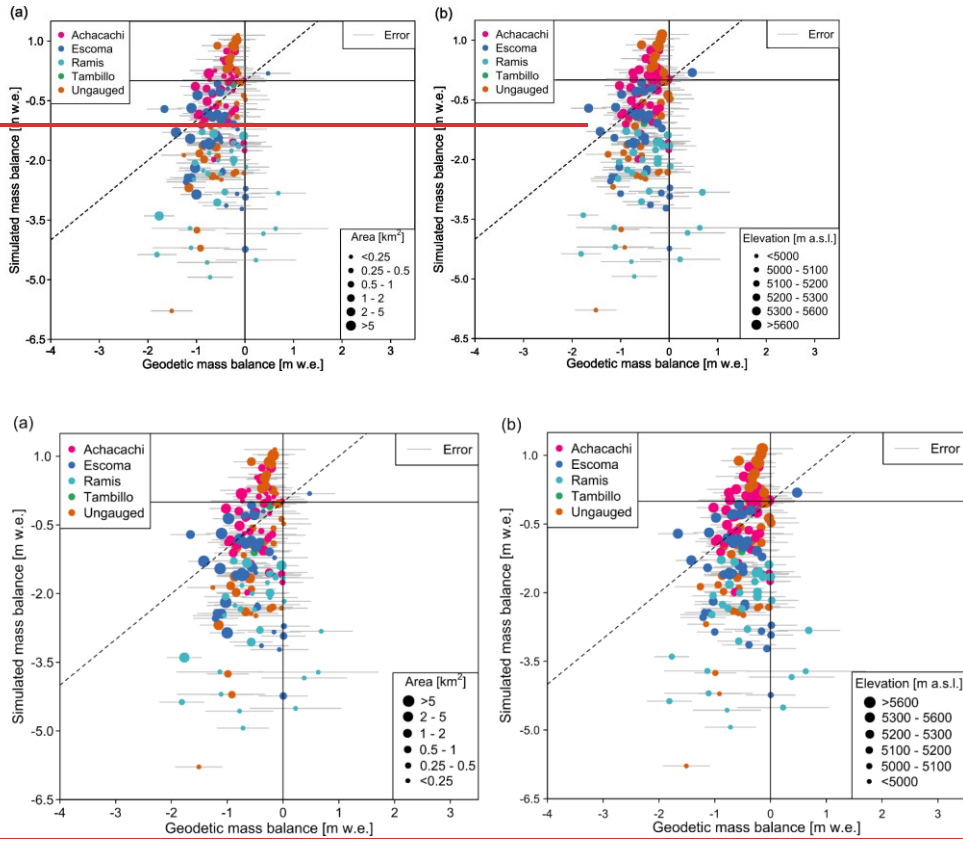 (a)
Achacachi
Escoma
Ramis
Tambillo
Ungauged
Error
1.0
-0.5
-2.0
-3.5
-5.0
-6.5
Simulated mass balance [m w.e.]
Area [km²]
<0.25
0.25 - 0.5
0.5 - 1
1 - 2
2 - 5
>5
-4 -3 -2 -1 0 1 2 3
Geodetic mass balance [m w.e.]
(b)
Achacachi
Escoma
Ramis
Tambillo
Ungauged
Error
1.0
-0.5
-2.0
-3.5
-5.0
-6.5
Simulated mass balance [m w.e.]
Elevation [m a.s.l.]
<5000
5000 - 5100
5100 - 5200
5200 - 5300
5300 - 5600
>5600
-4 -3 -2 -1 0 1 2 3
Geodetic mass balance [m w.e.]
(a)
Achacachi
Escoma
Ramis
Tambillo
Ungauged
Error
1.0
-0.5
-2.0
-3.5
-5.0
-6.5
Simulated mass balance [m w.e.]
Area [km²]
>5
2 - 5
1 - 2
0.5 - 1
0.25 - 0.5
<0.25
-4 -3 -2 -1 0 1 2 3
Geodetic mass balance [m w.e.]
(b)
Achacachi
Escoma
Ramis
Tambillo
Ungauged
Error
1.0
-0.5
-2.0
-3.5
-5.0
-6.5
Simulated mass balance [m w.e.]
Elevation [m a.s.l.]
>5600
5300 - 5600
5200 - 5300
5100 - 5200
5000 - 5100
<5000
-4 -3 -2 -1 0 1 2 3
Geodetic mass balance [m w.e.]